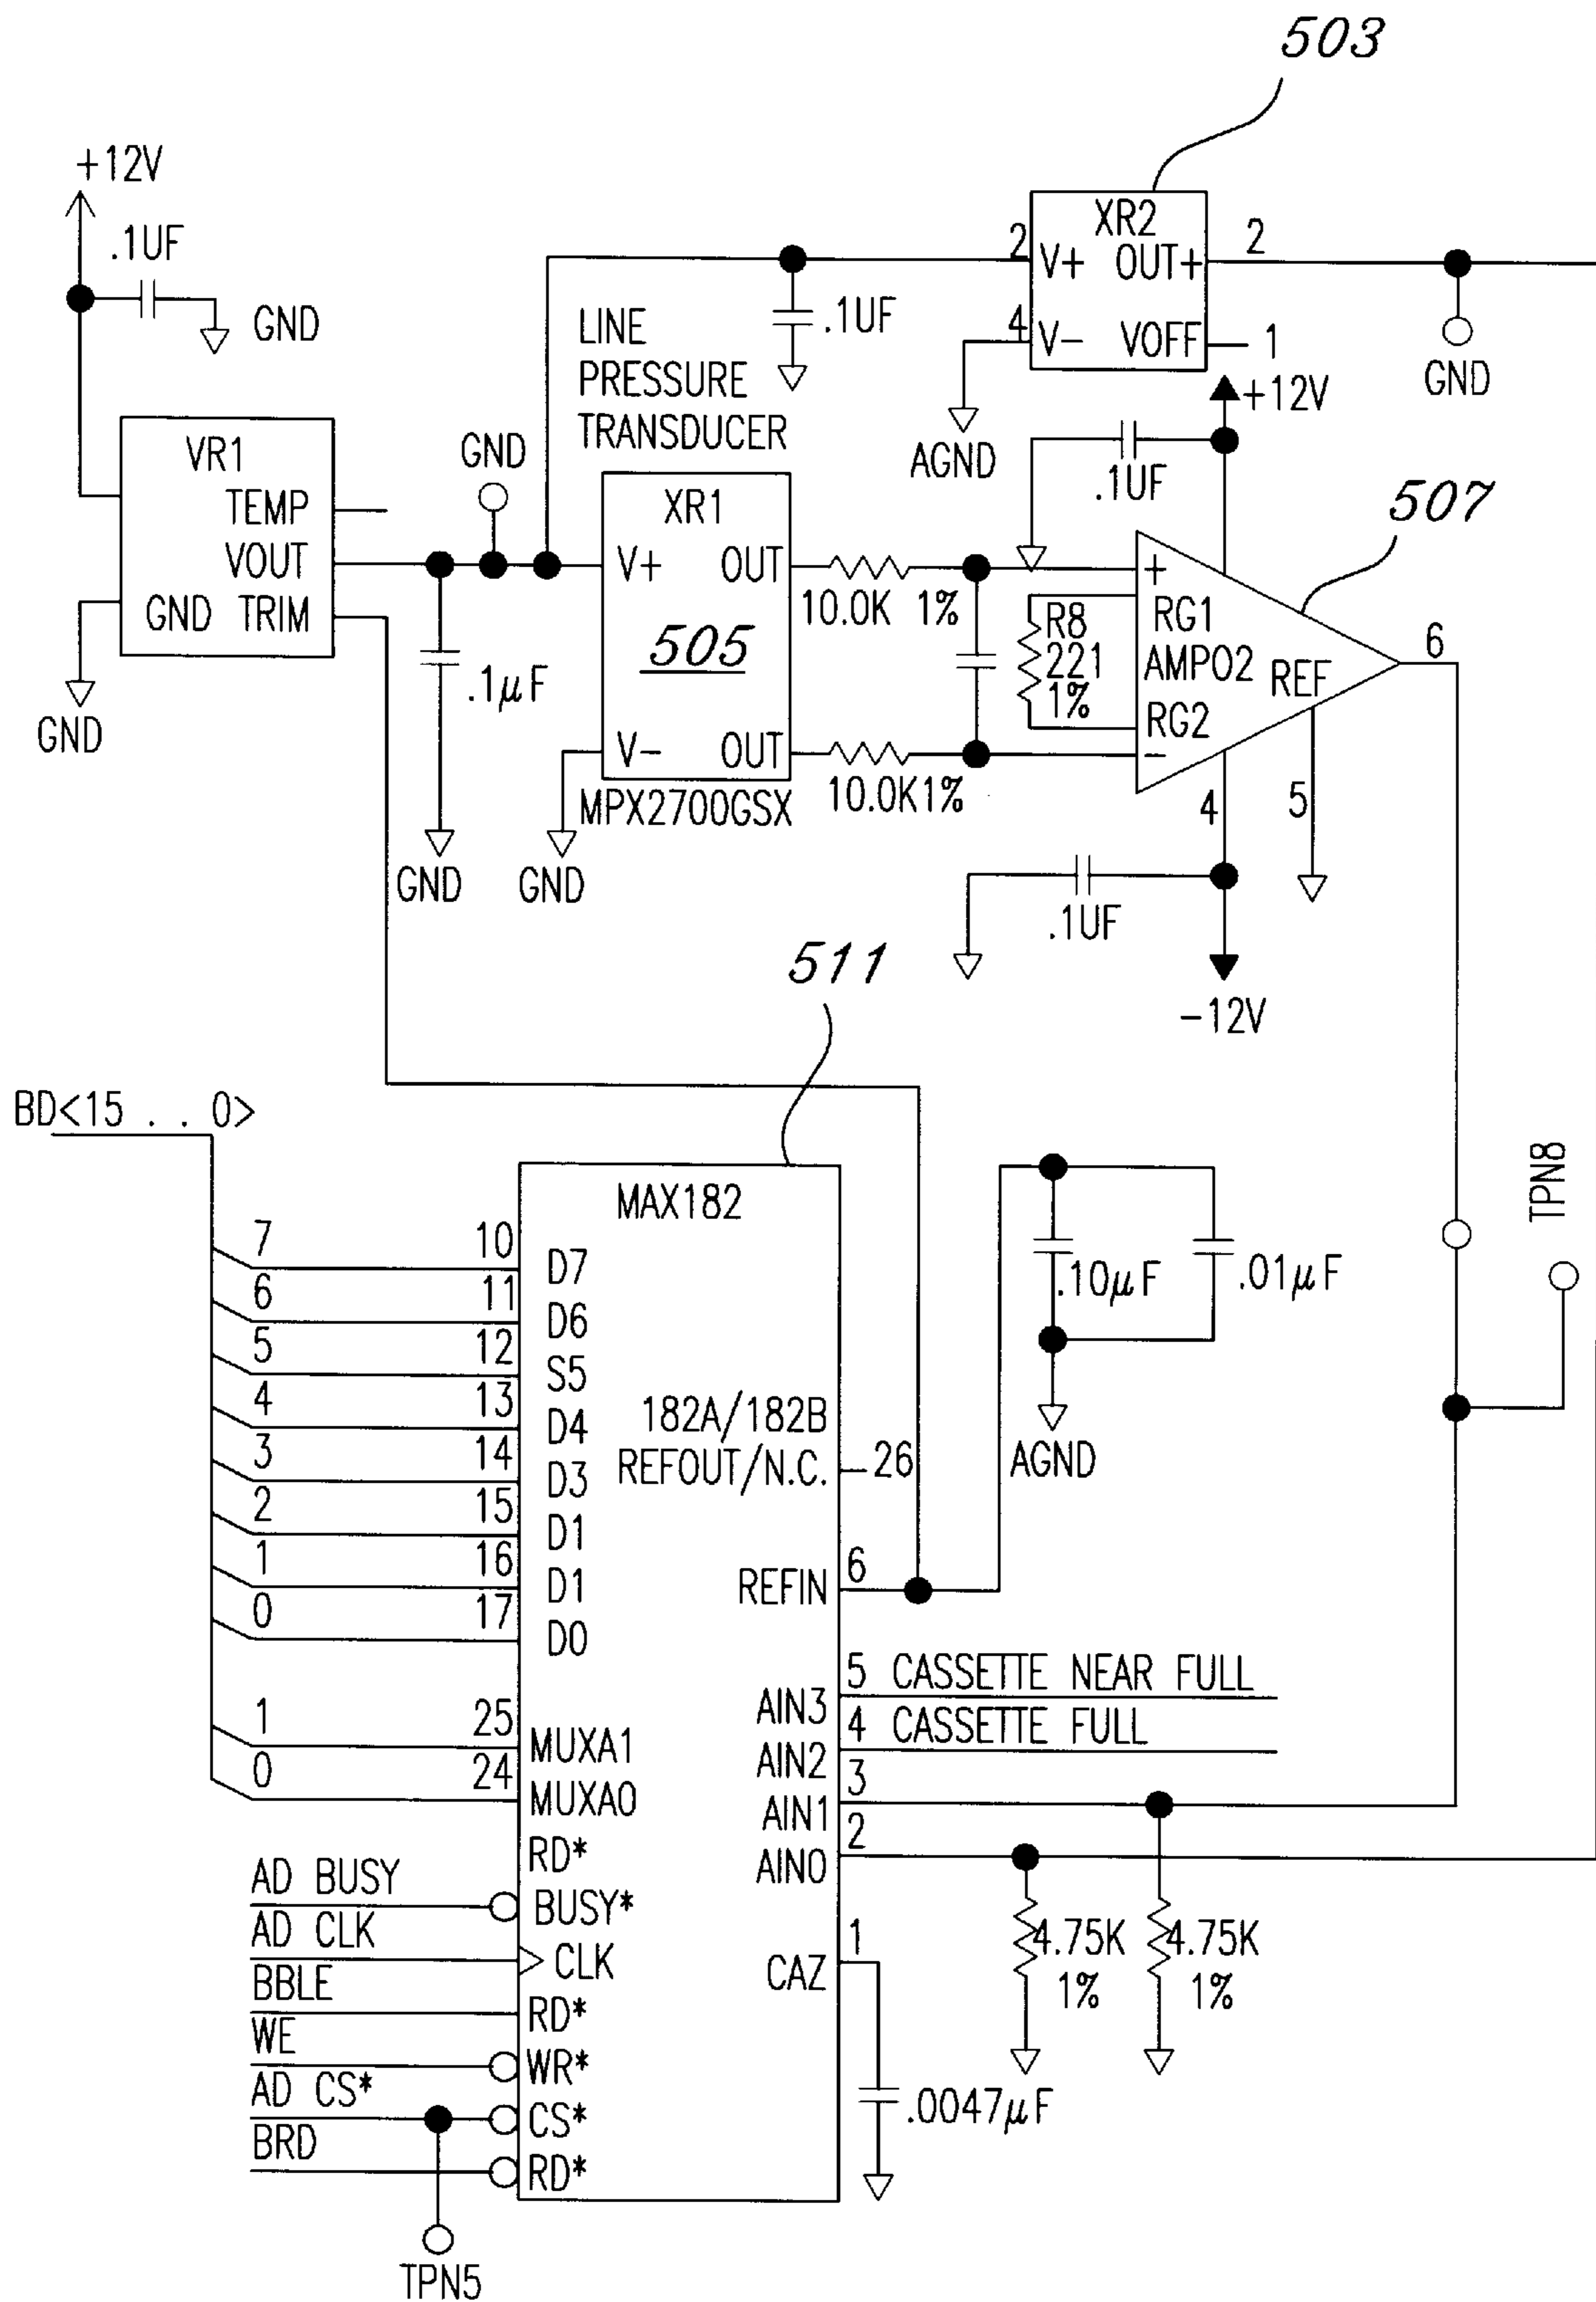 503
+12V
.1UF
GND
XR2
2
V+ OUT+
2
4
V- VOFF
1
.1UF
LINE
PRESSURE
TRANSDUCER
GND
AGND
+12V
.1UF
507
VR1
TEMP
VOUT
GND TRIM
GND
GND
.1µF
GND
XR1
V+ OUT
505
V- OUT
MPX2700GSX
GND
10.0K 1%
10.0K1%
+
RG1
R8
221
1%
AMP02
REF
RG2
-
6
4
5
.1UF
-12V
511
BD<15 . . 0>
MAX182
7 10 D7
6 11 D6
5 12 S5
4 13 D4
3 14 D3
2 15 D1
1 16 D1
0 17 D0
1 25 MUXA1
0 24 MUXA0
RD*
AD BUSY
BUSY*
AD CLK
CLK
BBLE
RD*
WE
WR*
AD CS*
CS*
BRD
RD*
TPN5
182A/182B
REFOUT/N.C.
26
.10µF
.01µF
AGND
TPN8
REFIN 6
AIN3 5 CASSETTE NEAR FULL
AIN2 4 CASSETTE FULL
AIN1 3
AIN0 2
CAZ 1
4.75K
1%
4.75K
1%
.0047µF